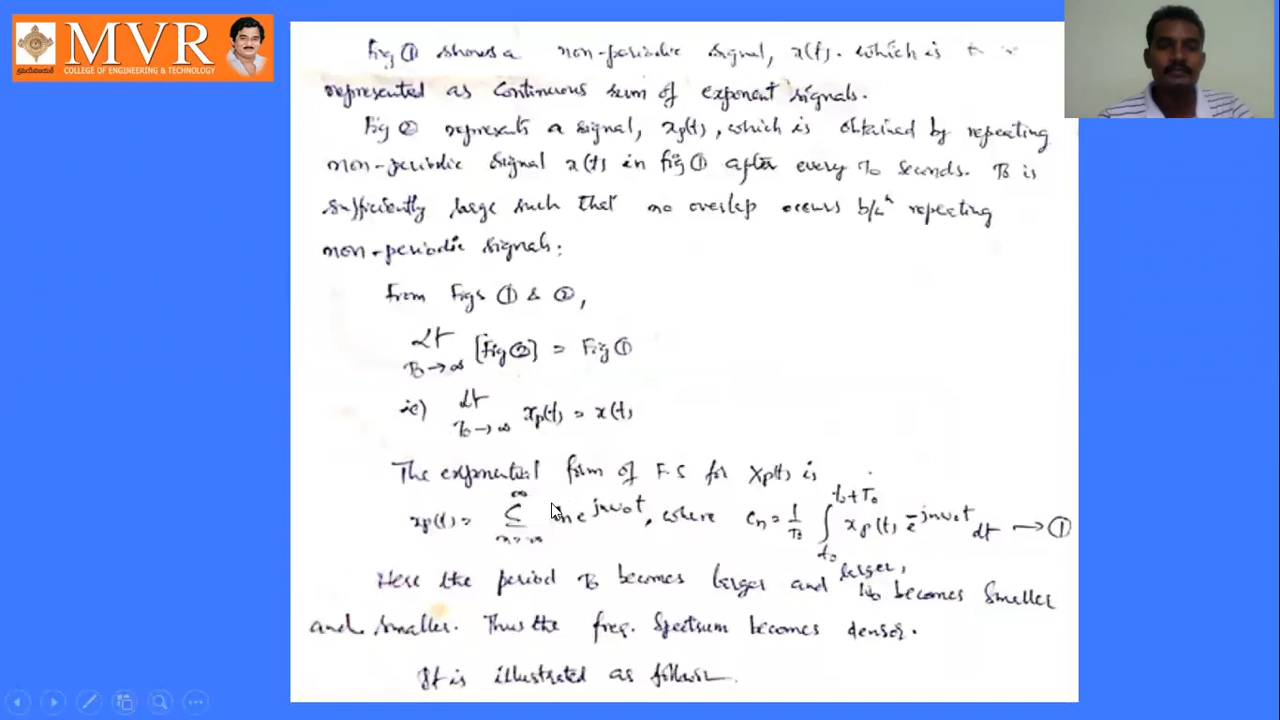 MVR
COLLEGE OF ENGINEERING & TECHNOLOGY
Fig ① shows a non-periodic signal, x(t). which is
represented as continuous sum of exponent signals.
Fig ② represents a signal, xp(t), which is obtained by repeating
non-periodic signal x(t) in fig ① after every T0 seconds. T0 is
sufficiently large such that no overlap occurs b/w repeating
non-periodic signals.
From Figs ① & ②,
Lt T0→∞ [Fig ②] = Fig ①
ie) Lt T0→∞ xp(t) = x(t)
The exponential form of F.S for xp(t) is
xp(t) = ∑ n=-∞ ∞ cn e^jnω0t, where cn = 1/T0 ∫ t0 t0+T0 xp(t) e^-jnω0t dt → ①
Here the period T0 becomes larger and larger, ω0 becomes smaller
and smaller. Thus the freq. Spectrum becomes denser.
It is illustrated as follows.